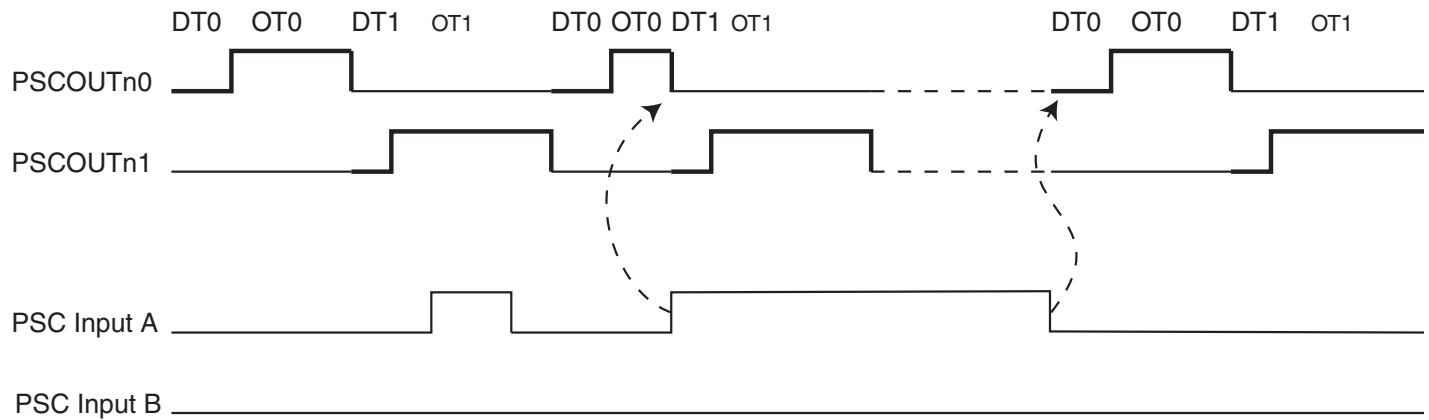 DT0 OT0 DT1 OT1 DT0 OT0 DT1 OT1 DT0 OT0 DT1 OT1
PSCOUTn0
PSCOUTn1
PSC Input A
PSC Input B